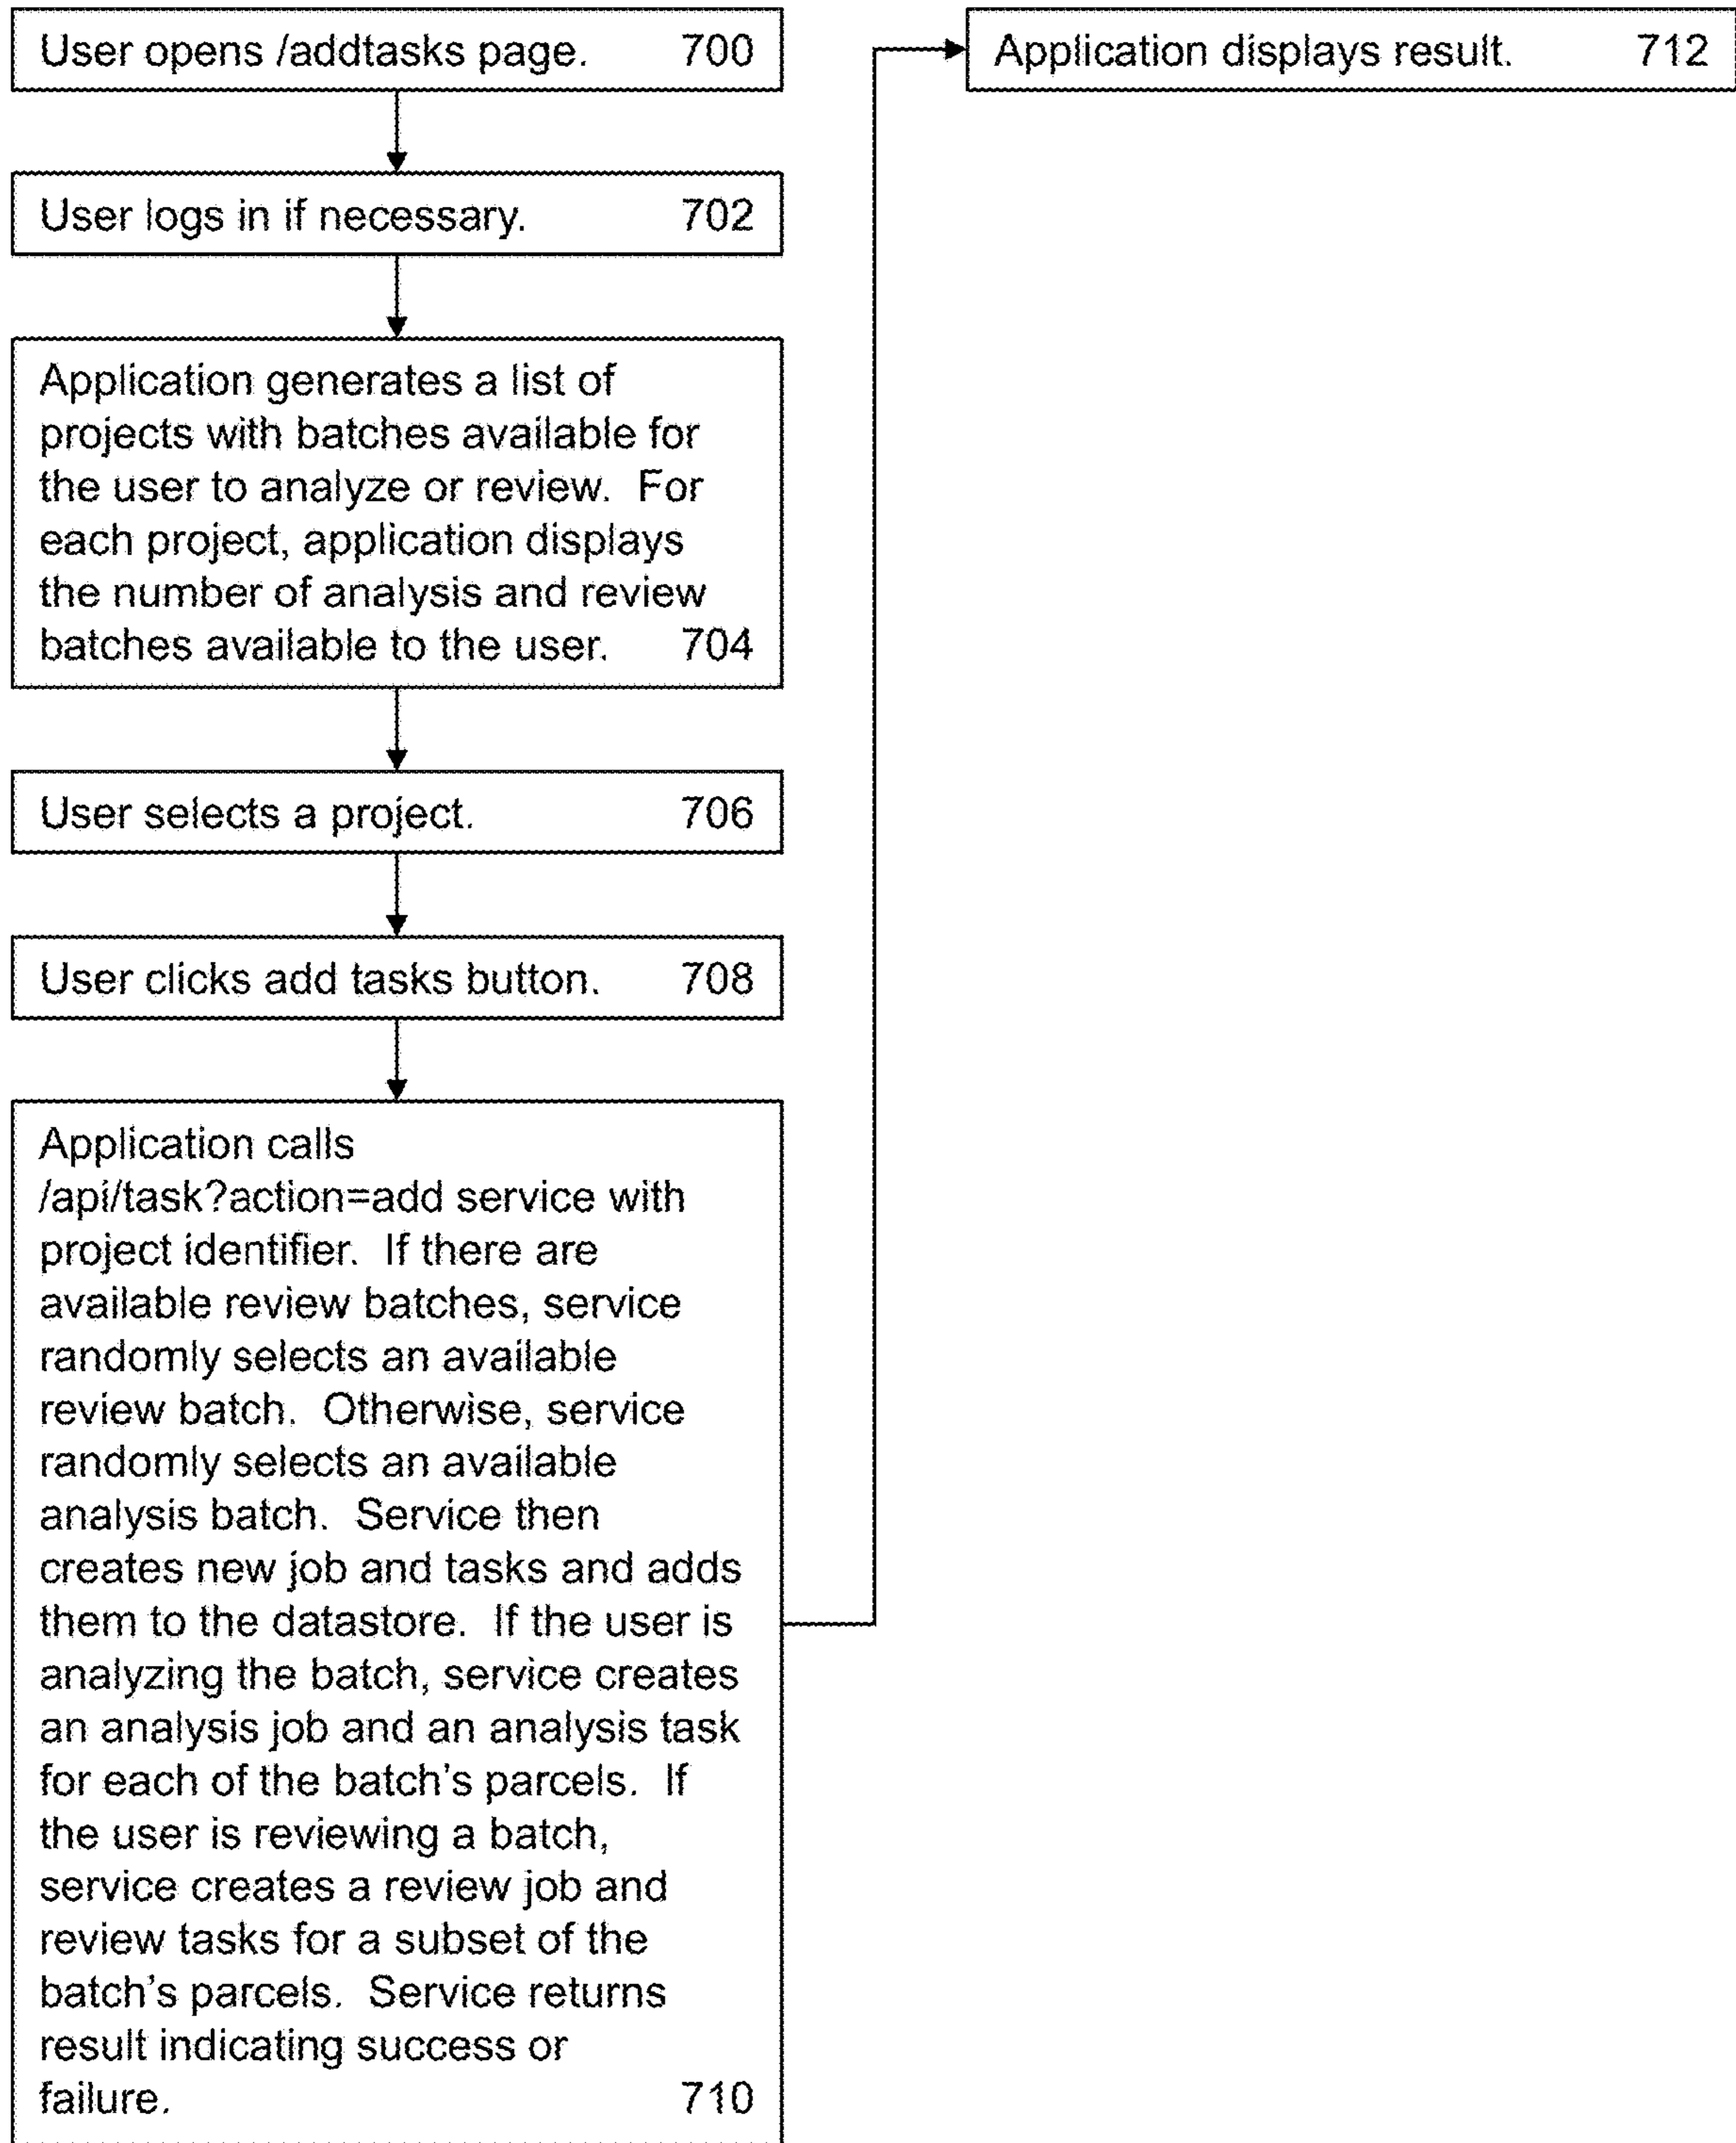 User opens /addtasks page. 700
User logs in if necessary. 702
Application generates a list of
projects with batches available for
the user to analyze or review. For
each project, application displays
the number of analysis and review
batches available to the user. 704
User selects a project. 706
User clicks add tasks button. 708
Application calls
/api/task?action=add service with
project identifier. If there are
available review batches, service
randomly selects an available
review batch. Otherwise, service
randomly selects an available
analysis batch. Service then
creates new job and tasks and adds
them to the datastore. If the user is
analyzing the batch, service creates
an analysis job and an analysis task
for each of the batch's parcels. If
the user is reviewing a batch,
service creates a review job and
review tasks for a subset of the
batch's parcels. Service returns
result indicating success or
failure. 710
Application displays result. 712